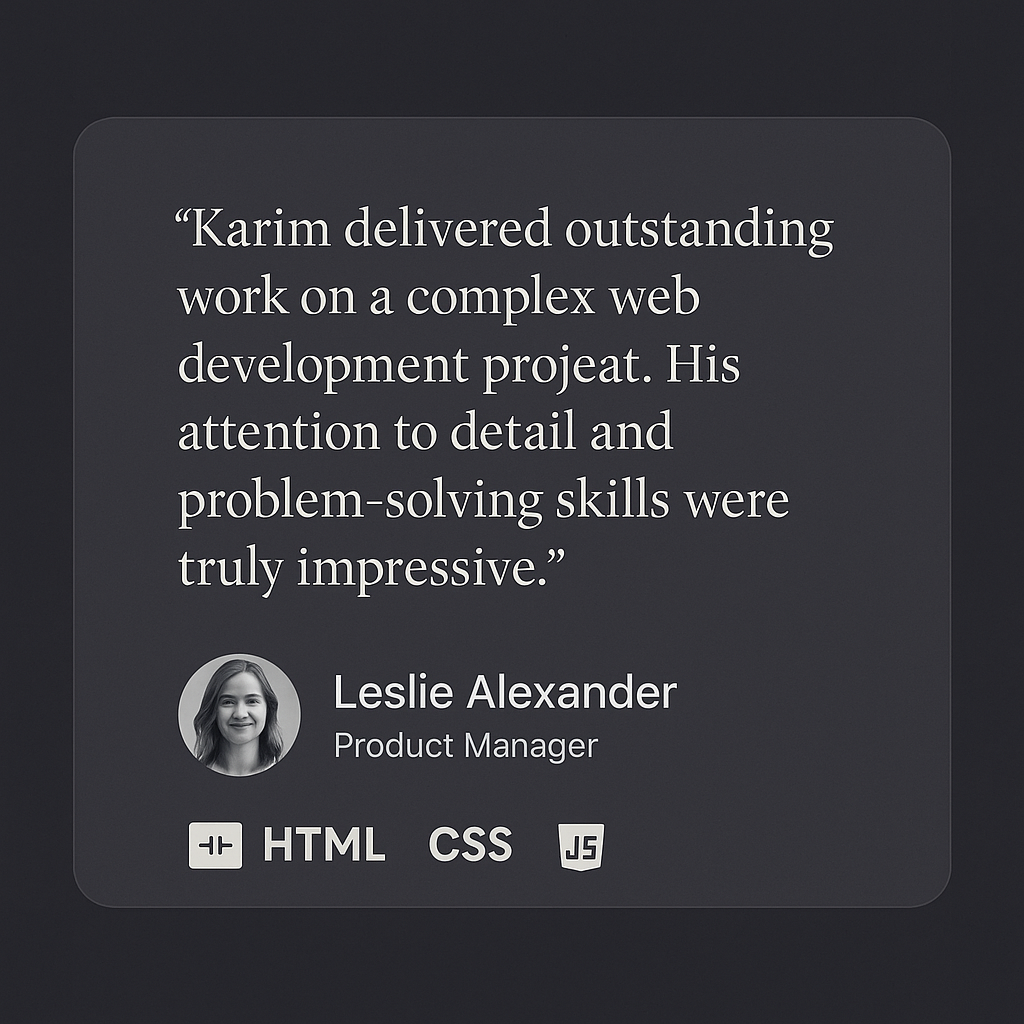 “Karim delivered outstanding
work on a complex web
development projeat. His
attention to detail and
problem-solving skills were
truly impressive.”
Leslie Alexander
Product Manager
HTML CSS JS